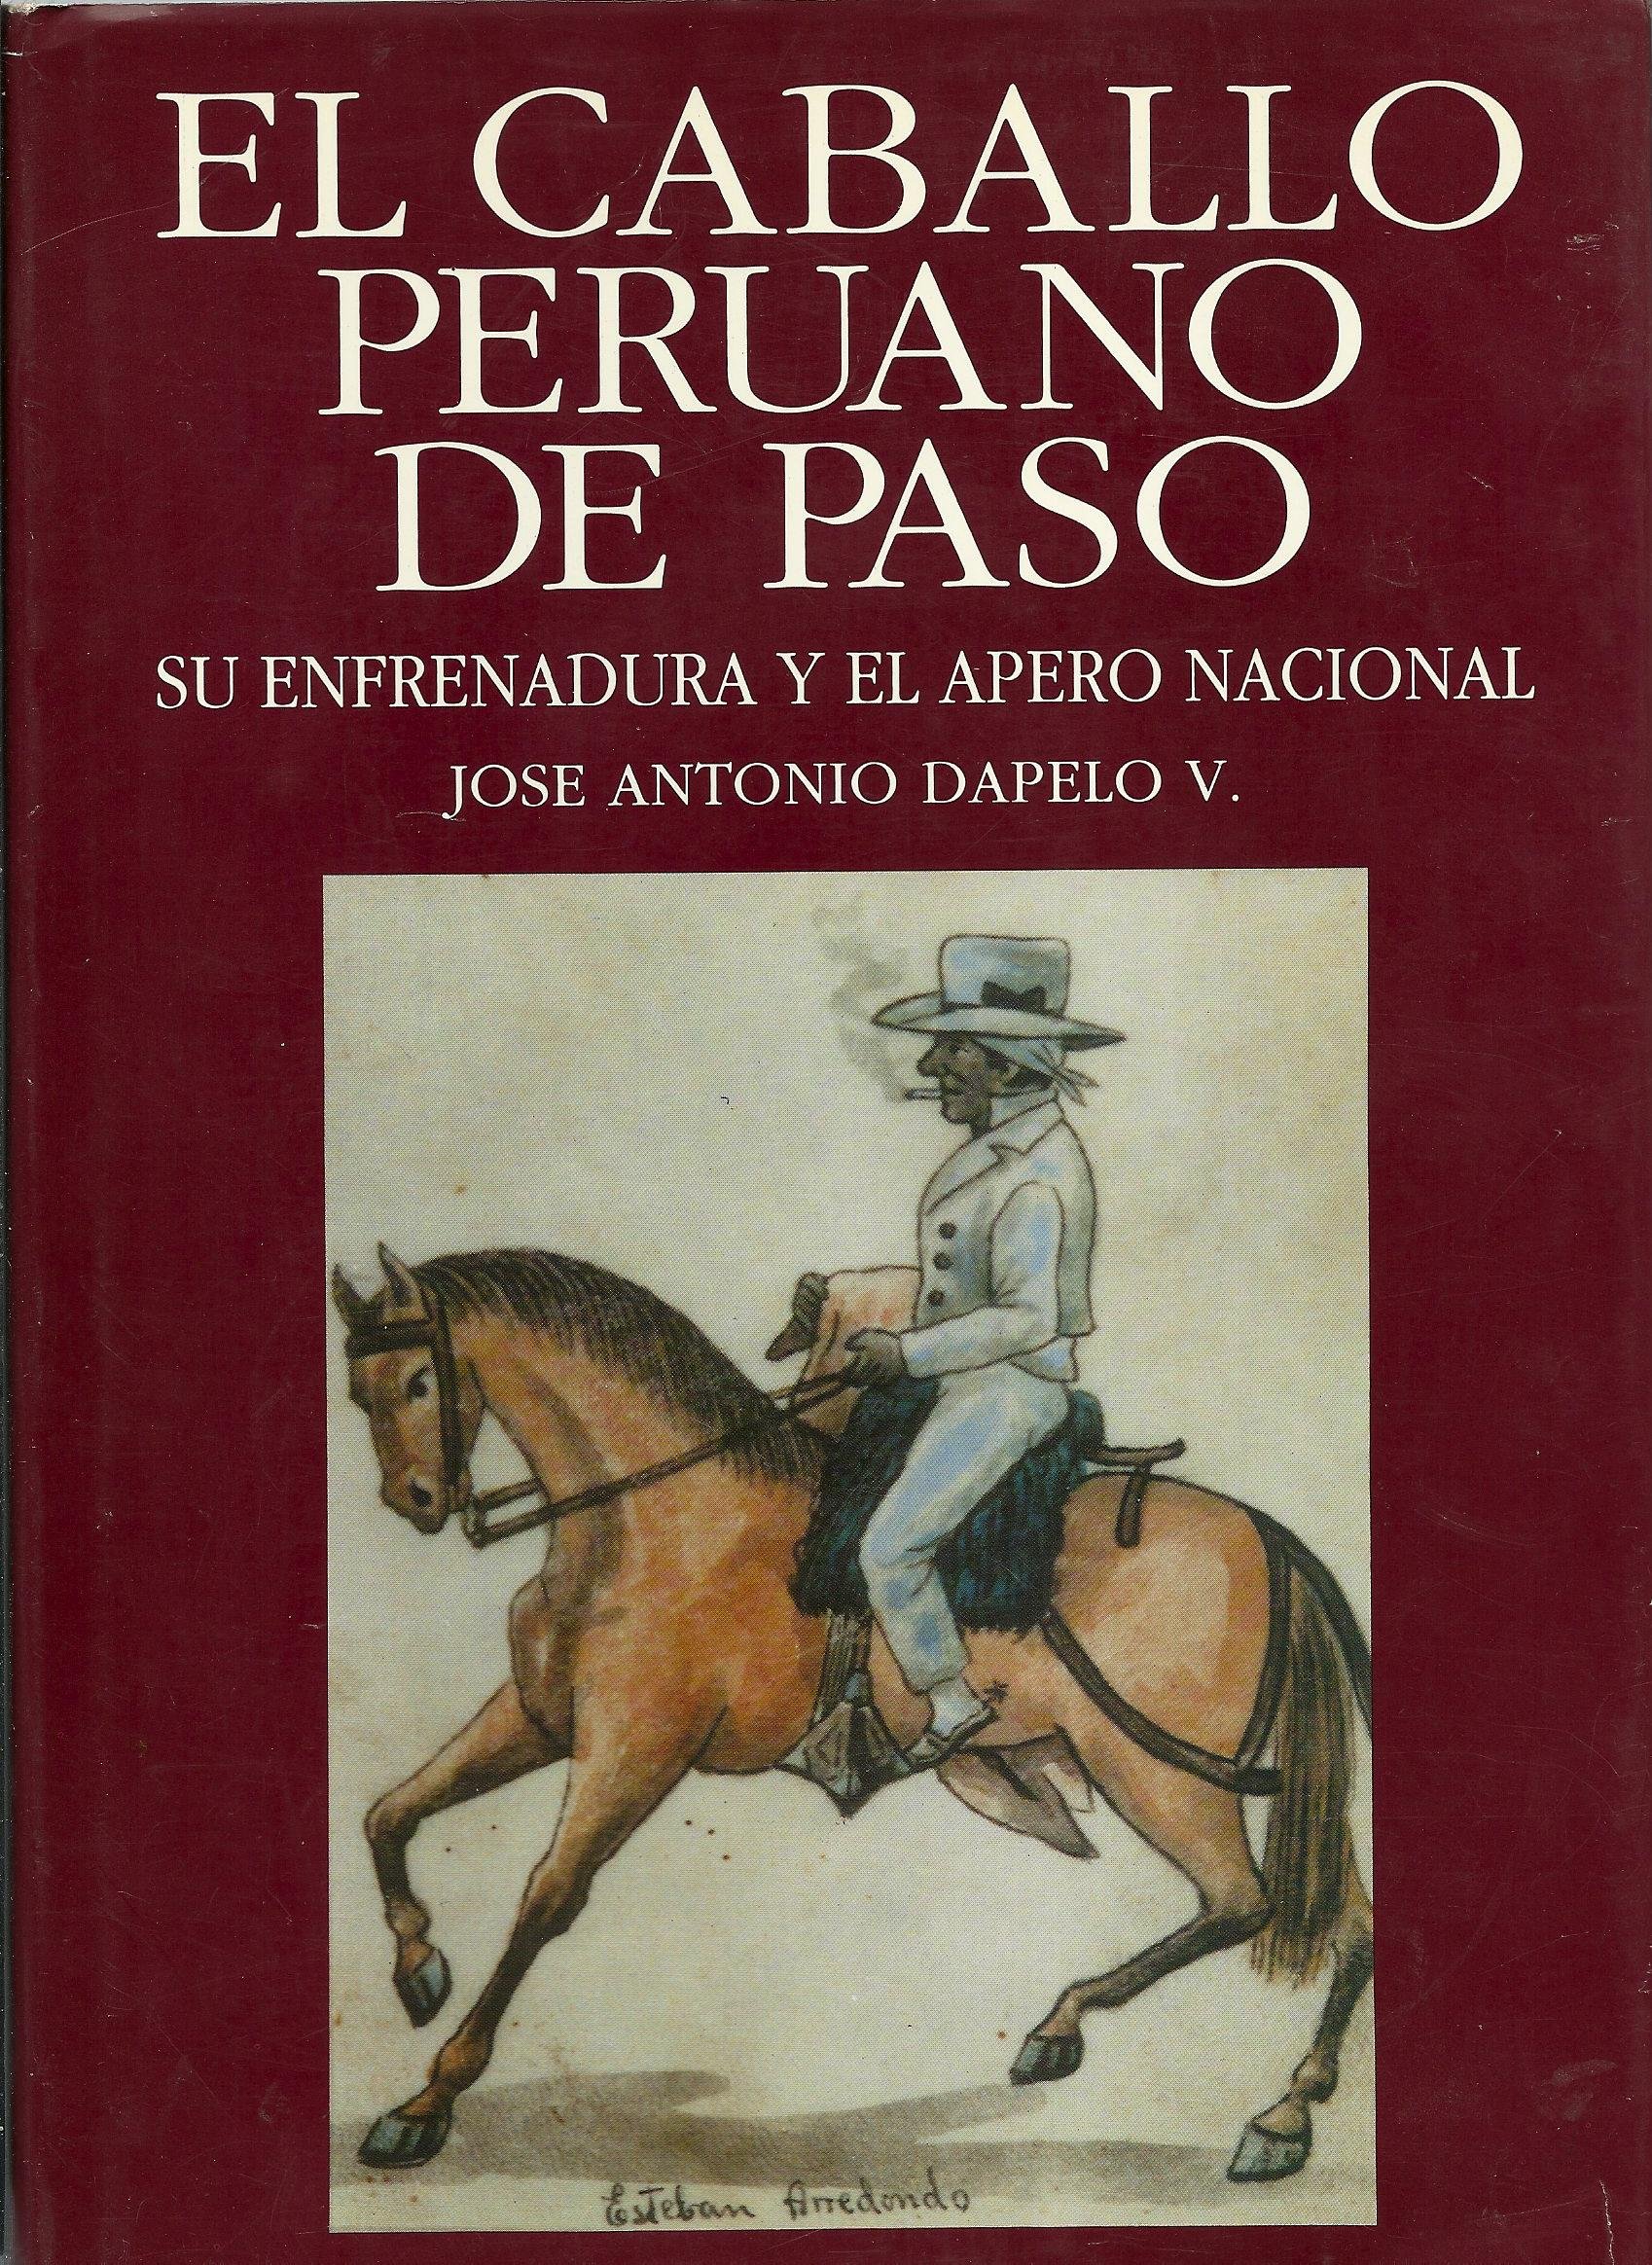 EL CABALLO
PERUANO
DE PASO
SU ENFRENADURA Y EL APERO NACIONAL
JOSE ANTONIO DAPELO V.
Esteban Arredondo